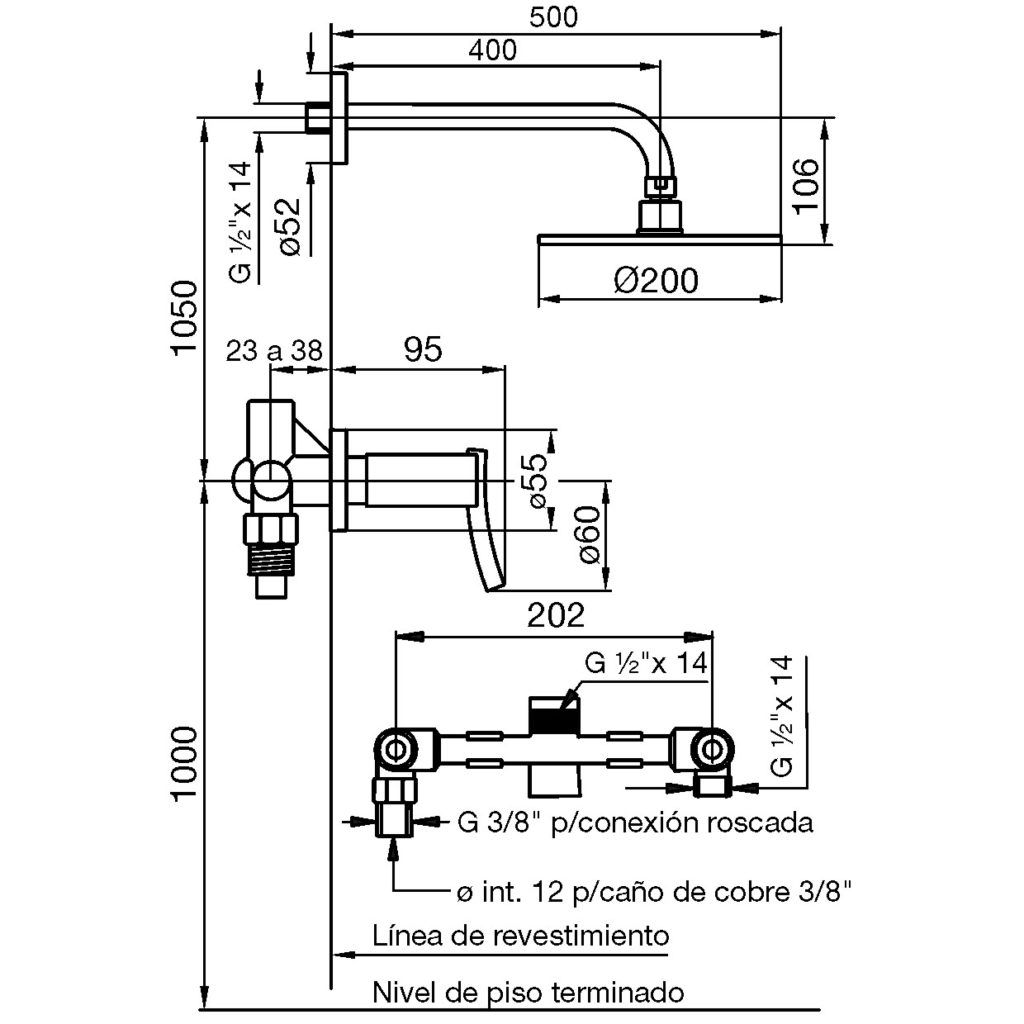 500
400
G ½"x 14
ø52
106
Ø200
1050
23 a 38
95
ø55
ø60
202
G ½"x 14
G ½"x 14
1000
G 3/8" p/conexión roscada
ø int. 12 p/caño de cobre 3/8"
Línea de revestimiento
Nivel de piso terminado